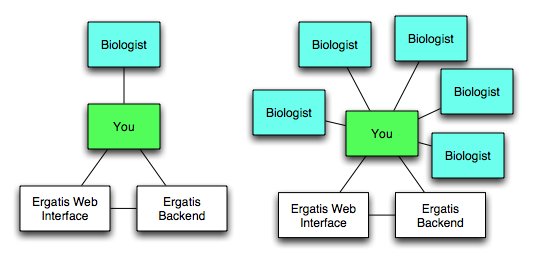 Biologist
You
Ergatis Web
Interface
Ergatis
Backend
Biologist
Biologist
Biologist
Biologist
Biologist
You
Ergatis Web
Interface
Ergatis
Backend